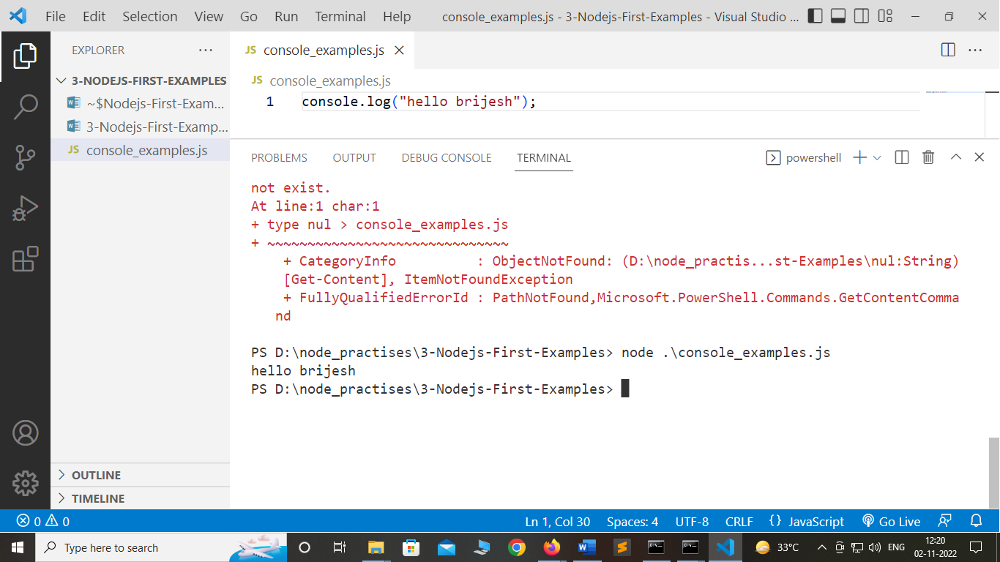 File Edit Selection View Go Run Terminal Help console_examples.js - 3-Nodejs-First-Examples - Visual Studio ...
EXPLORER ...
3-NODEJS-FIRST-EXAMPLES
~$Nodejs-First-Exam...
3-Nodejs-First-Examp...
JS console_examples.js
JS console_examples.js
JS console_examples.js
1 console.log("hello brijesh");
PROBLEMS OUTPUT DEBUG CONSOLE TERMINAL powershell
not exist.
At line:1 char:1
+ type nul > console_examples.js
+ ~~~~~~~~~~~~~~~~~~~~~~~~~~~~~~
+ CategoryInfo : ObjectNotFound: (D:\node_practis...st-Examples\nul:String)
[Get-Content], ItemNotFoundException
+ FullyQualifiedErrorId : PathNotFound,Microsoft.PowerShell.Commands.GetContentComma
nd
PS D:\node_practises\3-Nodejs-First-Examples> node .\console_examples.js
hello brijesh
PS D:\node_practises\3-Nodejs-First-Examples>
OUTLINE
TIMELINE
0 0 Ln 1, Col 30 Spaces: 4 UTF-8 CRLF {} JavaScript Go Live
Type here to search 33°C ENG 12:20
02-11-2022